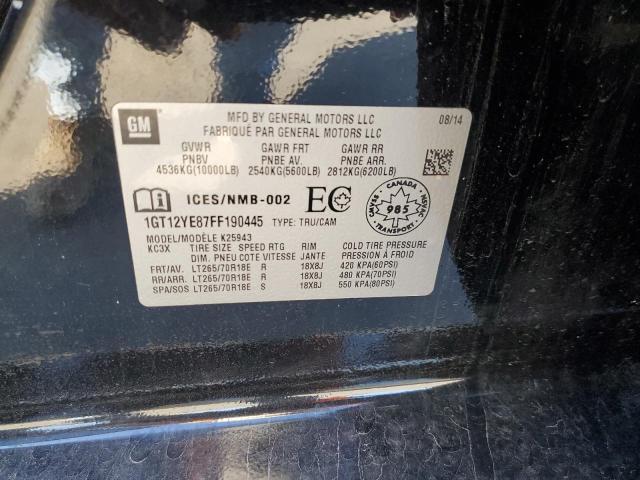 GM
MFD BY GENERAL MOTORS LLC
FABRIQUÉ PAR GENERAL MOTORS LLC
08/14
GVWR GAWR FRT GAWR RR
PNBV PNBE AV. PNBE ARR.
4536KG(10000LB) 2540KG(5600LB) 2812KG(6200LB)
ICES/NMB-002 EC
CANADA
985
CMVSS NSVAC
1GT12YE87FF190445 TYPE: TRU/CAM
MODEL/MODÈLE K25943
KC3X TIRE SIZE SPEED RTG RIM COLD TIRE PRESSURE
DIM. PNEU COTE VITESSE JANTE PRESSION À FROID
FRT/AV. LT265/70R18E R 18X8J 420 KPA(60PSI)
RR/ARR. LT265/70R18E R 18X8J 480 KPA(70PSI)
SPA/SOS LT265/70R18E S 18X8J 550 KPA(80PSI)